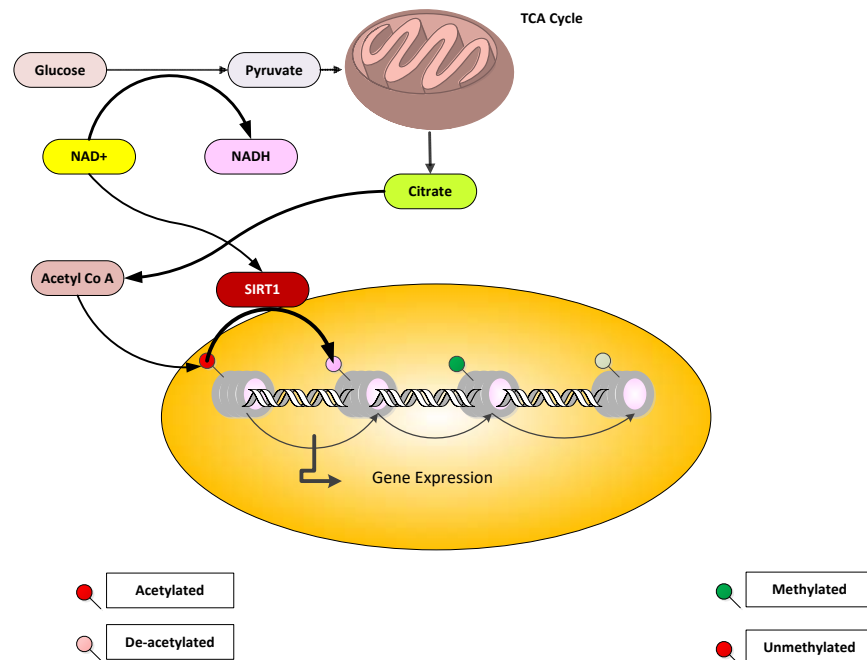 TCA Cycle
Glucose
Pyruvate
NAD+
NADH
Citrate
Acetyl Co A
SIRT1
Gene Expression
Acetylated
Methylated
De-acetylated
Unmethylated